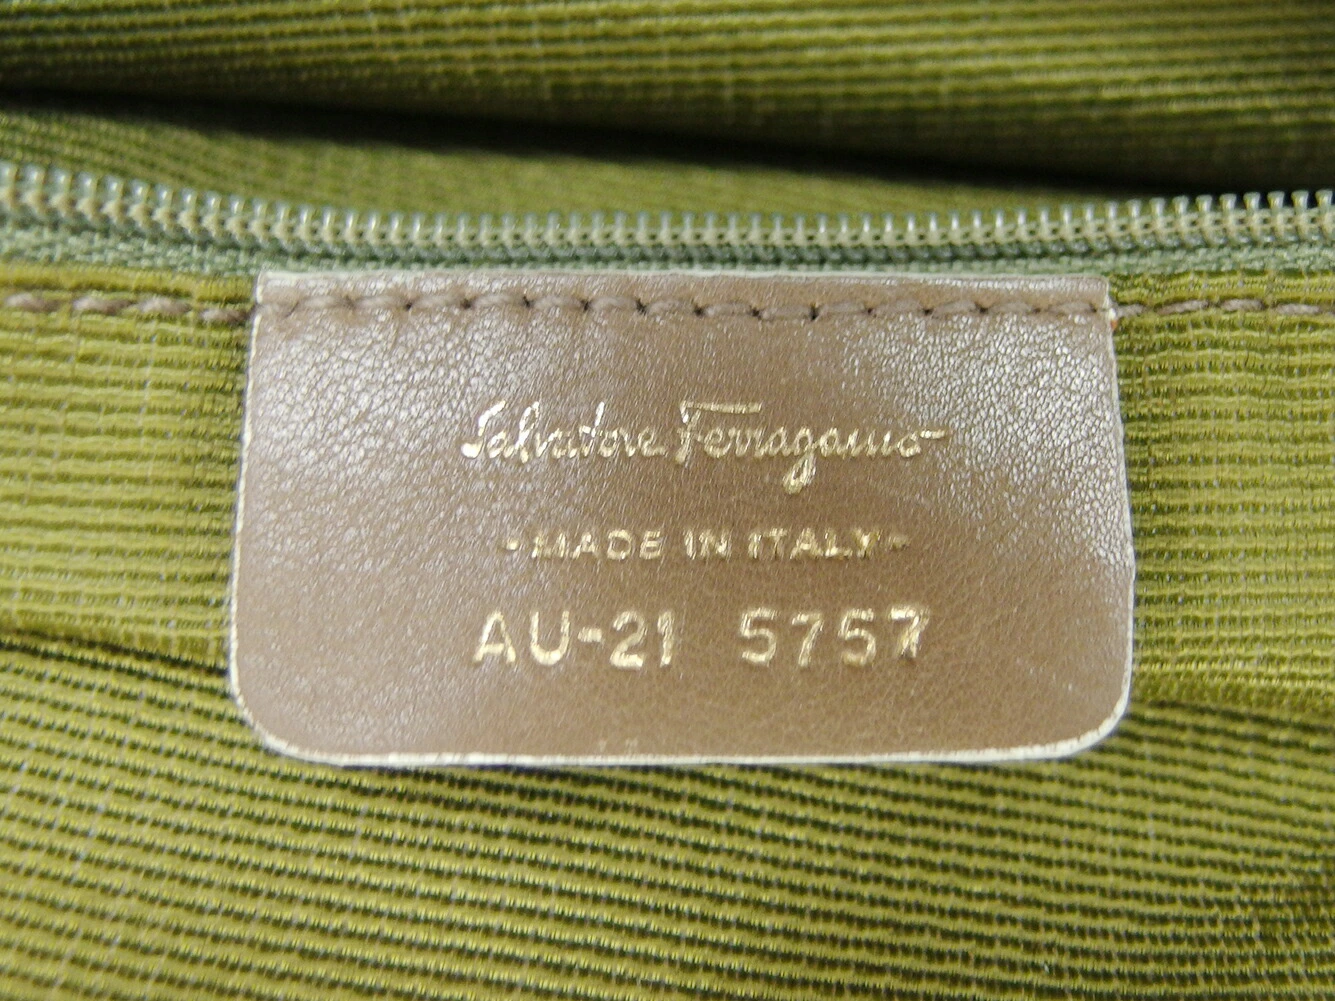 Salvatore Ferragamo
-MADE IN ITALY-
AU-21 5757